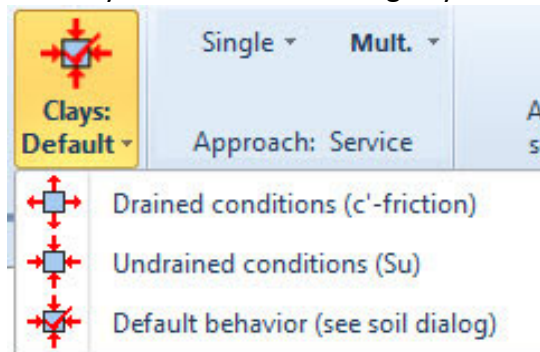 Single Mult.
Clays:
Default
Approach: Service
Drained conditions (c'-friction)
Undrained conditions (Su)
Default behavior (see soil dialog)